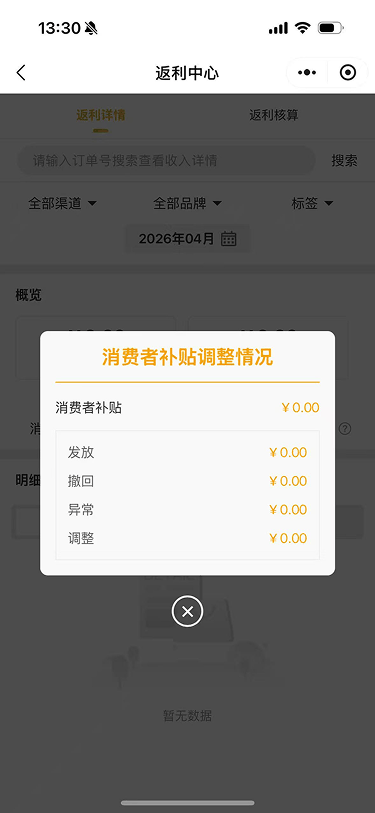 13:30
返利中心
返利详情 返利核算
请输入订单号搜索查看收入详情 搜索
全部渠道 全部品牌 标签
2026年04月
概览
消费者补贴调整情况
消费者补贴 ￥0.00
消
发放 ￥0.00
撤回 ￥0.00
明细
异常 ￥0.00
调整 ￥0.00
暂无数据